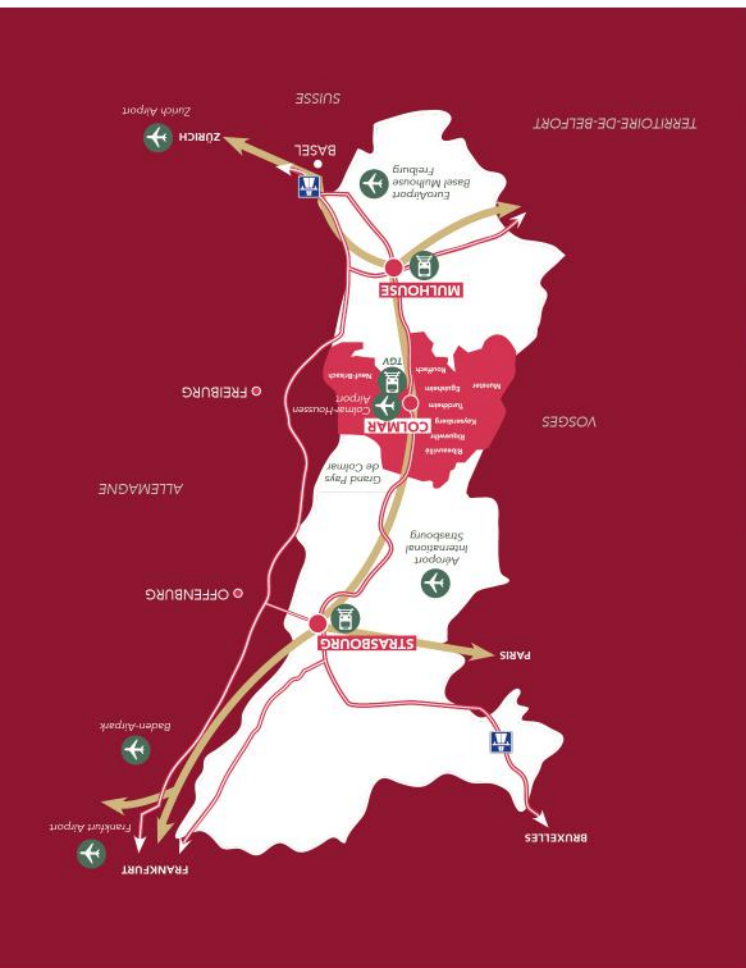 FRANKFURT
BRUXELLES
Frankfurt Airport
Baden-Airpark
PARIS
STRASBOURG
OFFENBURG
Aéroport
International
Strasbourg
ALLEMAGNE
Grand Pays
de Colmar
Ribeauvillé
Riquewihr
Kaysersberg
VOSGES
COLMAR
Turckheim
Colmar-Houssen
Airport
Eguisheim
Munster
Rouffach
Neuf-Brisach
TGV
FREIBURG
MULHOUSE
EuroAirport
Basel Mulhouse
Freiburg
BASEL
ZÜRICH
Zurich Airport
TERRITOIRE-DE-BELFORT
SUISSE